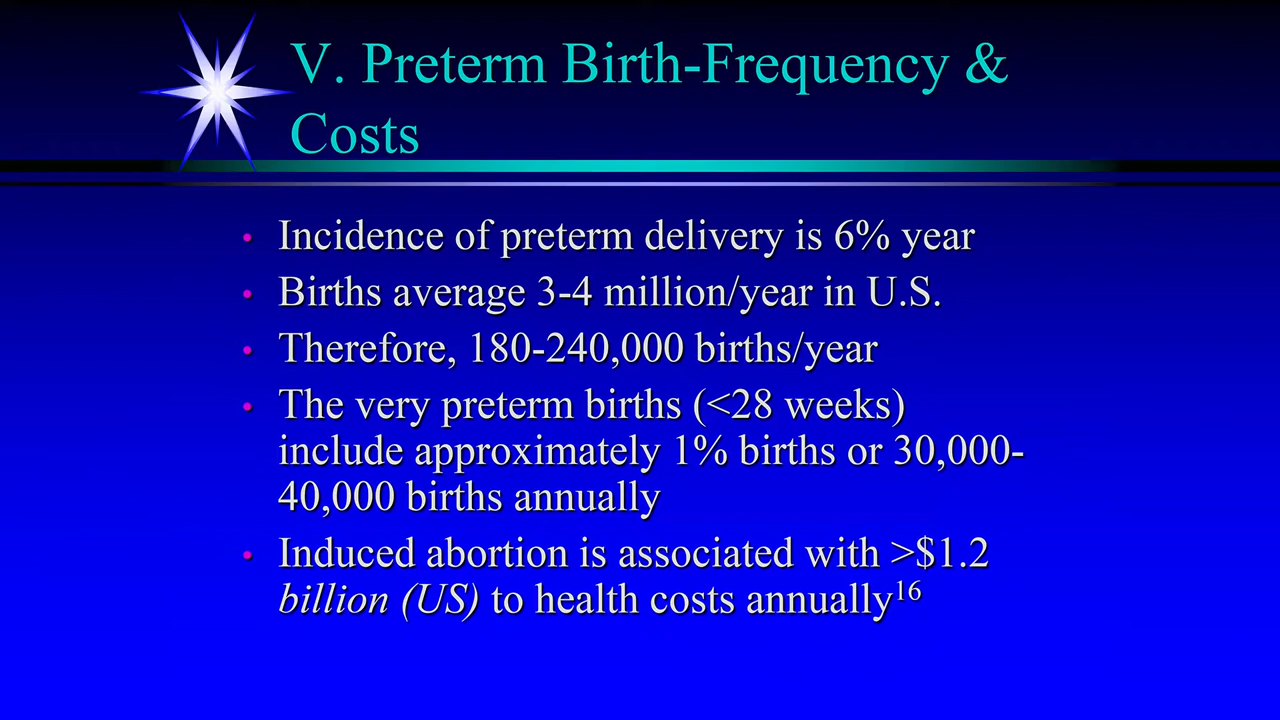 V. Preterm Birth-Frequency &
Costs
• Incidence of preterm delivery is 6% year
• Births average 3-4 million/year in U.S.
• Therefore, 180-240,000 births/year
• The very preterm births (<28 weeks)
include approximately 1% births or 30,000-
40,000 births annually
• Induced abortion is associated with >$1.2
billion (US) to health costs annually16